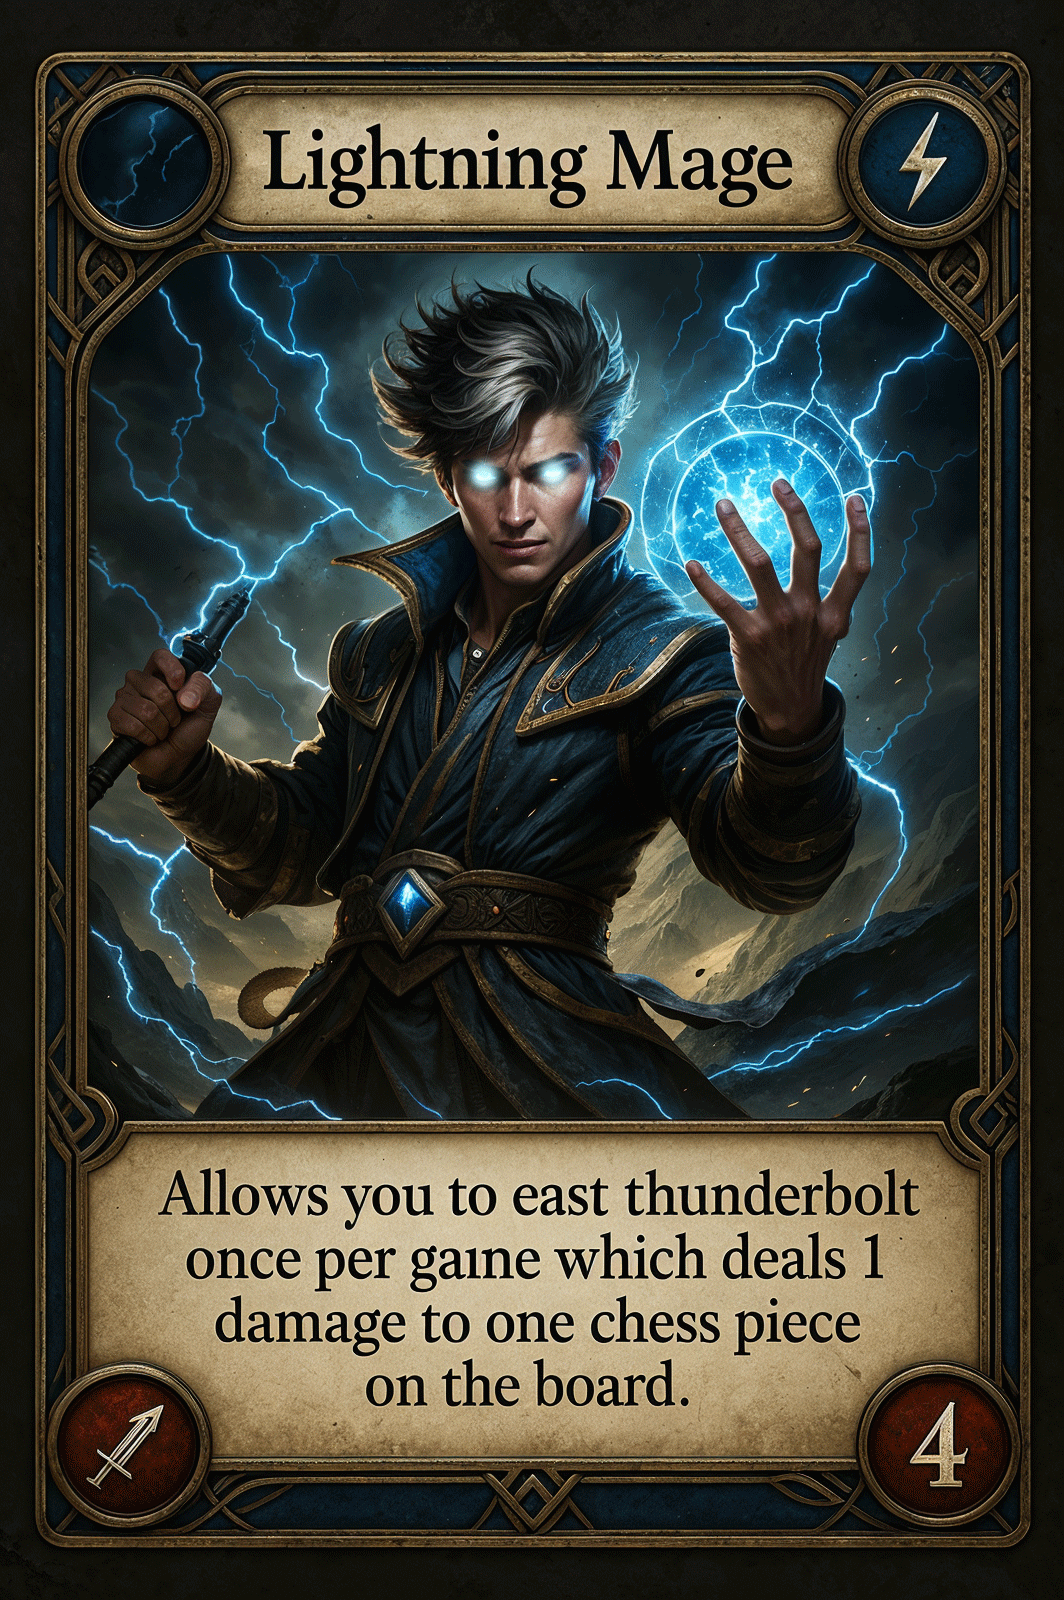 Lightning Mage
Allows you to east thunderbolt
once per gaıne which deals 1
damage to one chess piece
on the board.
4